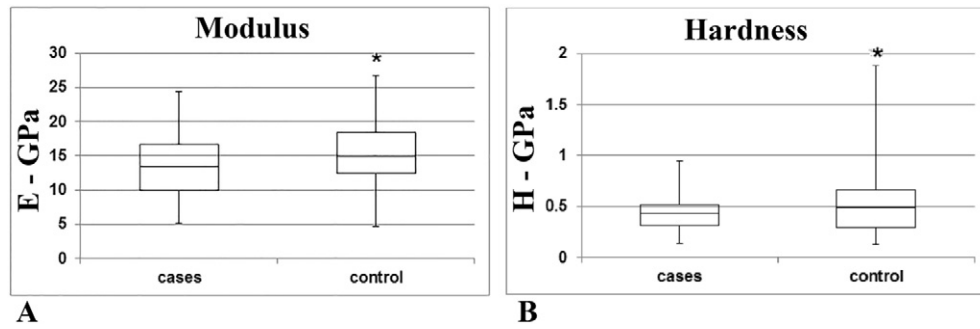 Modulus
*
E - GPa
30
25
20
15
10
5
0
cases control
A
Hardness
*
H - GPa
2
1.5
1
0.5
0
cases control
B